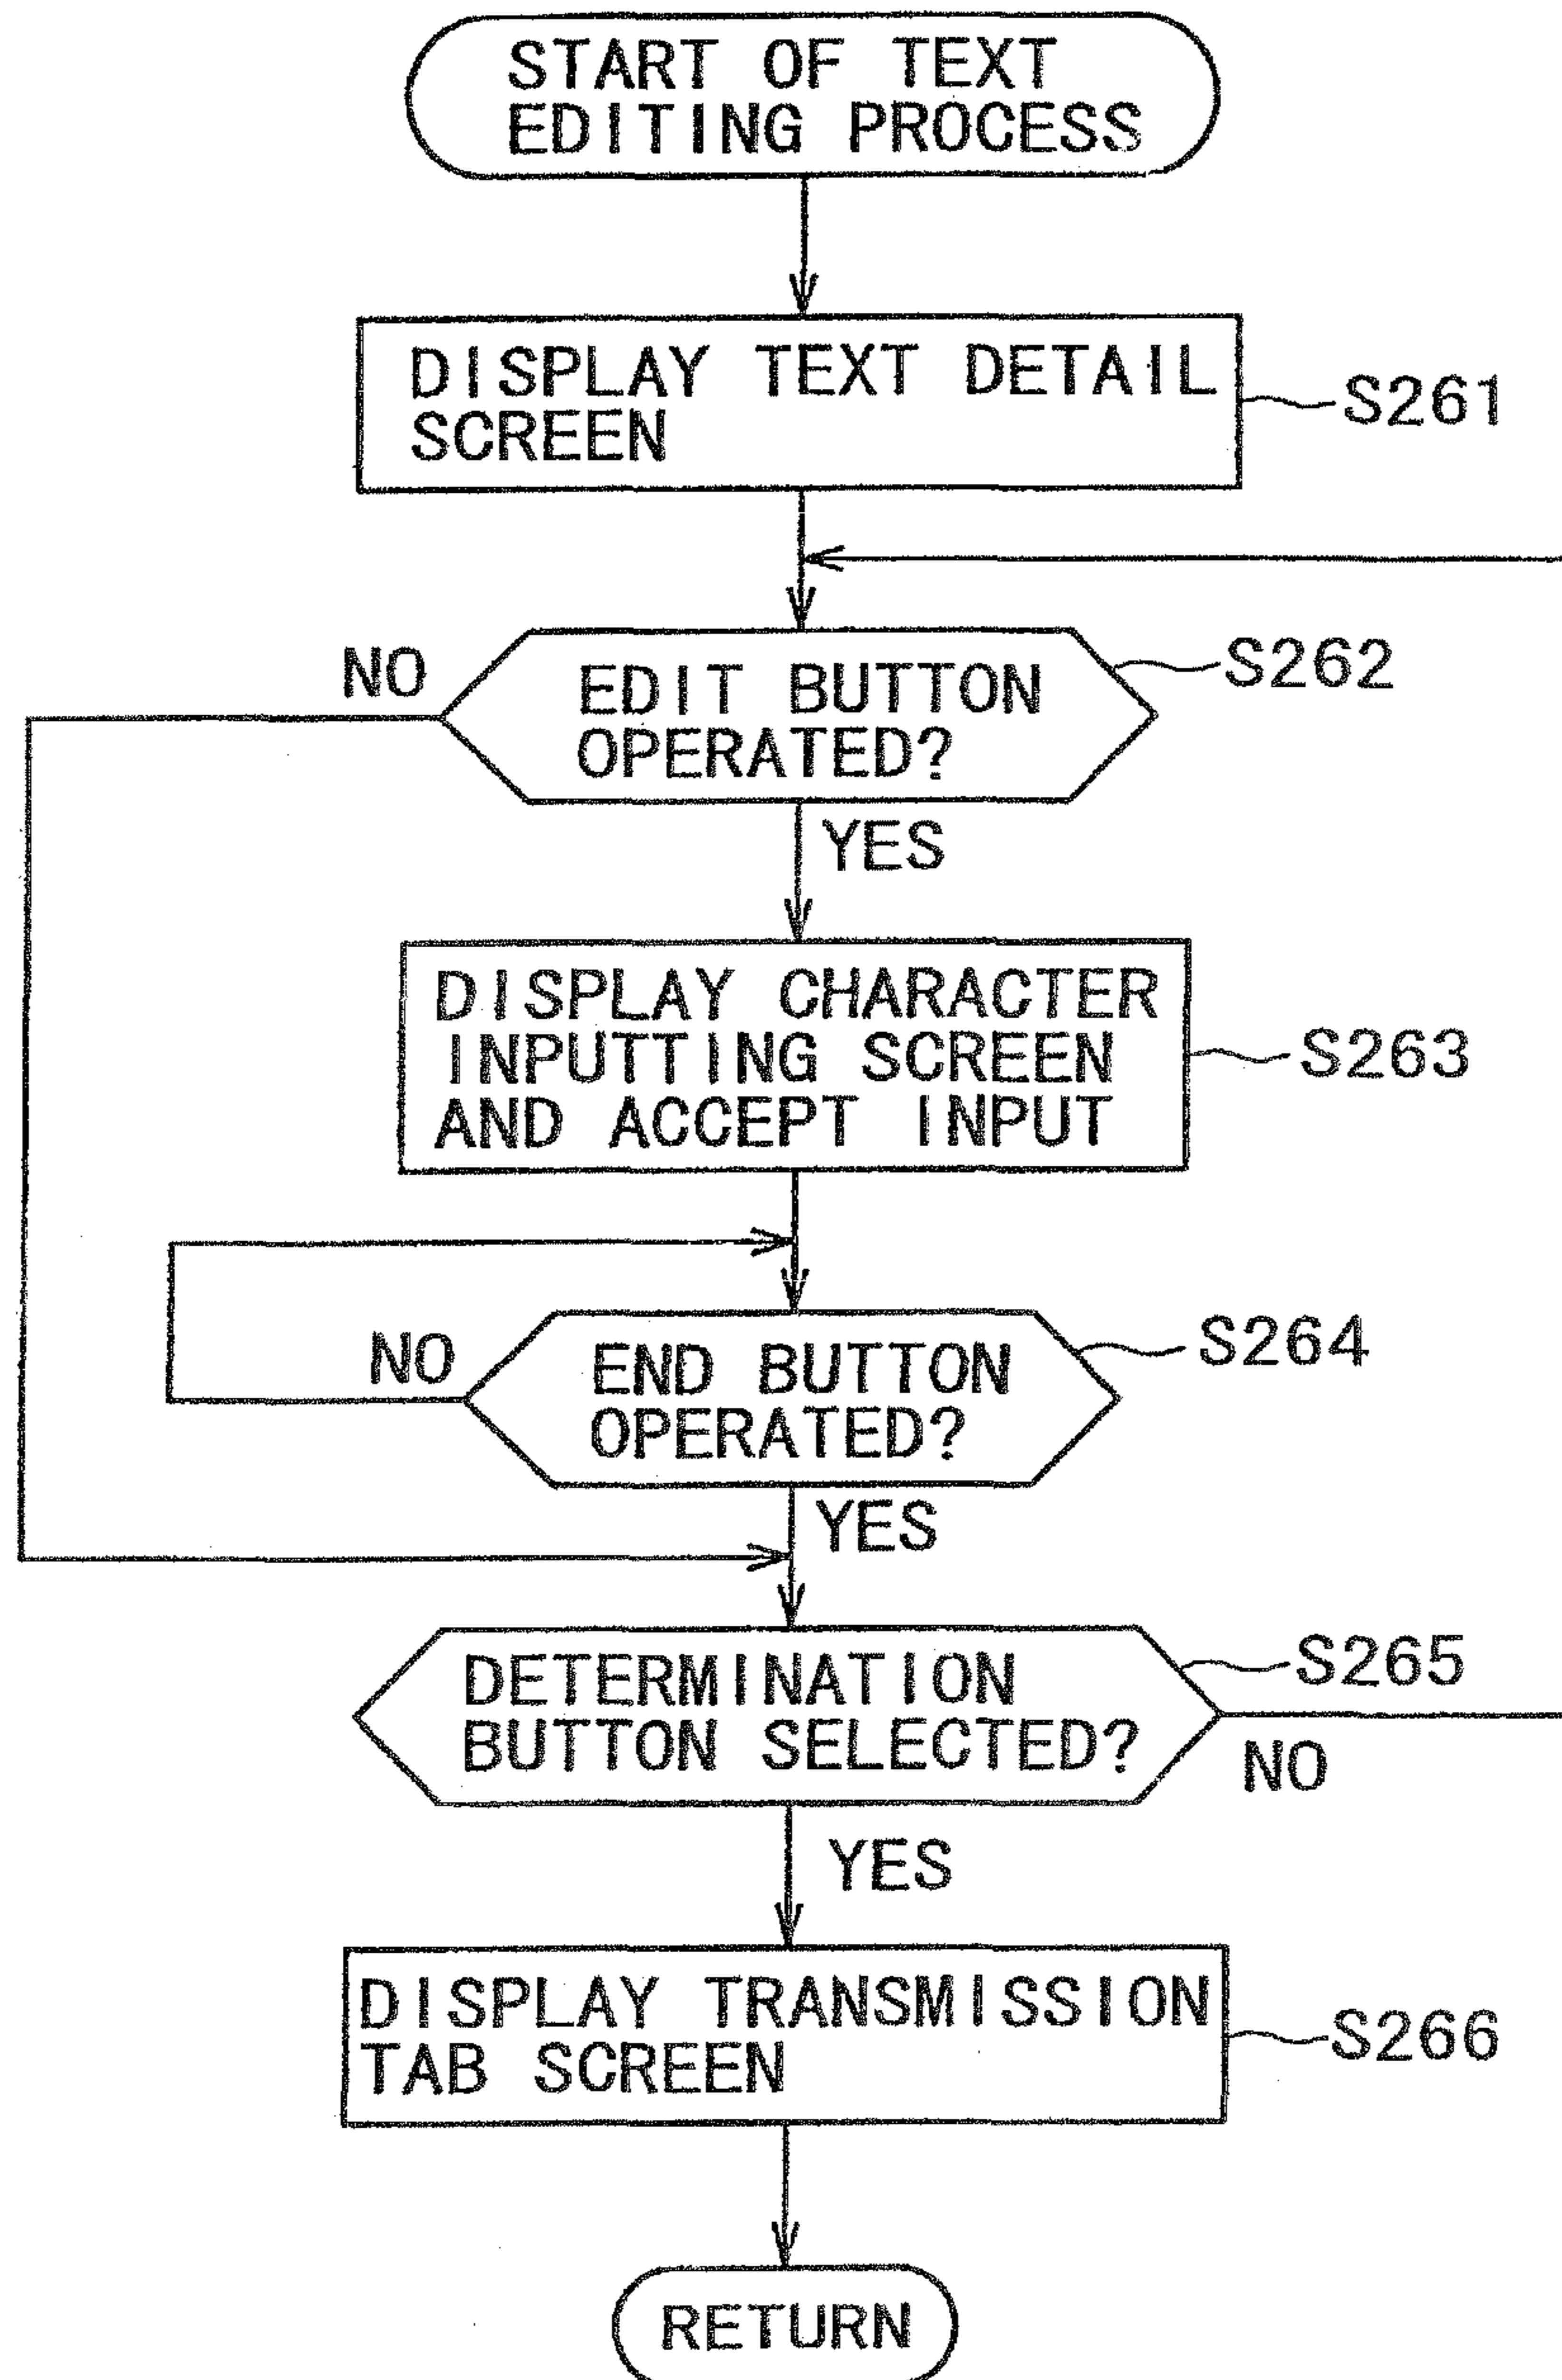 START OF TEXT
EDITING PROCESS
DISPLAY TEXT DETAIL
SCREEN
S261
NO
EDIT BUTTON
OPERATED?
S262
YES
DISPLAY CHARACTER
INPUTTING SCREEN
AND ACCEPT INPUT
S263
NO
END BUTTON
OPERATED?
S264
YES
DETERMINATION
BUTTON SELECTED?
S265
NO
YES
DISPLAY TRANSMISSION
TAB SCREEN
S266
RETURN